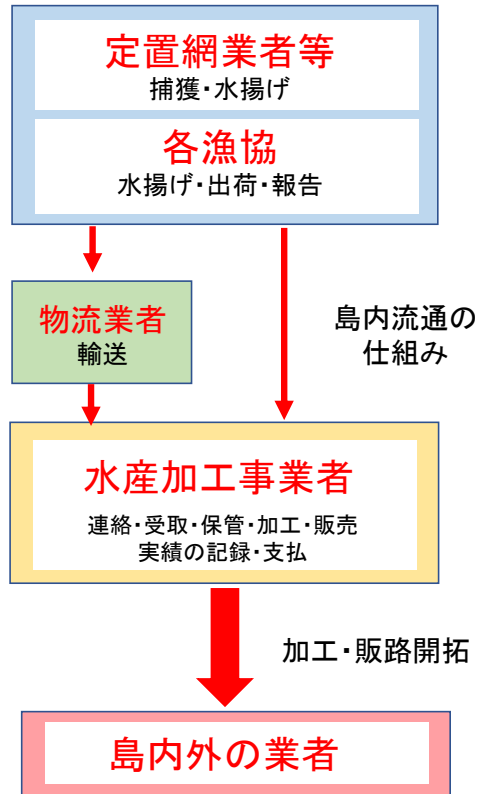 定置網業者等
捕獲・水揚げ
各漁協
水揚げ・出荷・報告
物流業者
輸送
島内流通の
仕組み
水産加工事業者
連絡・受取・保管・加工・販売
実績の記録・支払
加工・販路開拓
島内外の業者